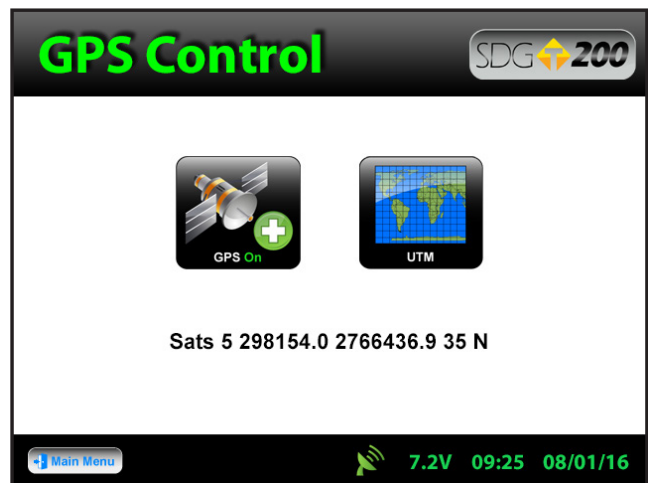 GPS Control
SDG T 200
GPS On
UTM
Sats 5 298154.0 2766436.9 35 N
Main Menu
7.2V 09:25 08/01/16